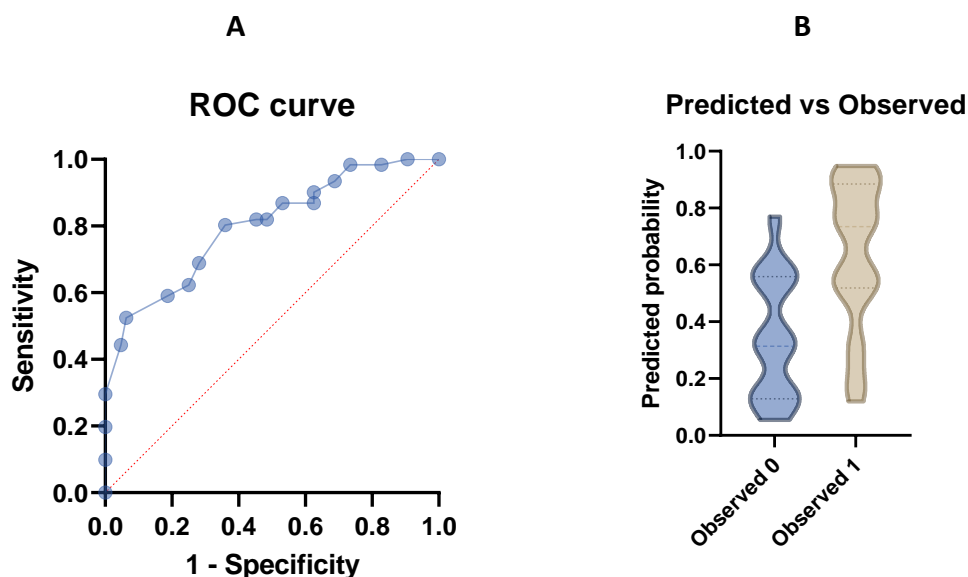 A
ROC curve
Sensitivity
1.0
0.8
0.6
0.4
0.2
0.0
0.0 0.2 0.4 0.6 0.8 1.0
1 - Specificity
B
Predicted vs Observed
Predicted probability
1.0
0.8
0.6
0.4
0.2
0.0
Observed 0
Observed 1